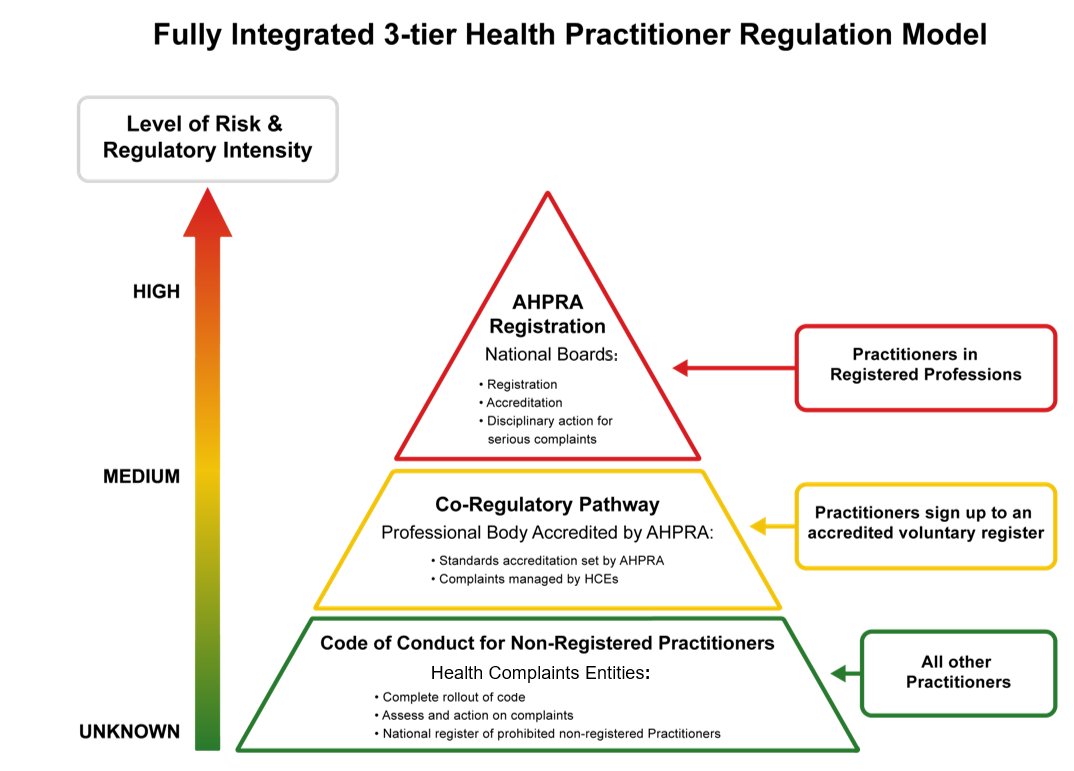 Fully Integrated 3-tier Health Practitioner Regulation Model
Level of Risk &
Regulatory Intensity
HIGH
MEDIUM
UNKNOWN
AHPRA
Registration
National Boards:
• Registration
• Accreditation
• Disciplinary action for
serious complaints
Practitioners in
Registered Professions
Co-Regulatory Pathway
Professional Body Accredited by AHPRA:
• Standards accreditation set by AHPRA
• Complaints managed by HCEs
Practitioners sign up to an
accredited voluntary register
Code of Conduct for Non-Registered Practitioners
Health Complaints Entities:
• Complete rollout of code
• Assess and action on complaints
• National register of prohibited non-registered Practitioners
All other
Practitioners